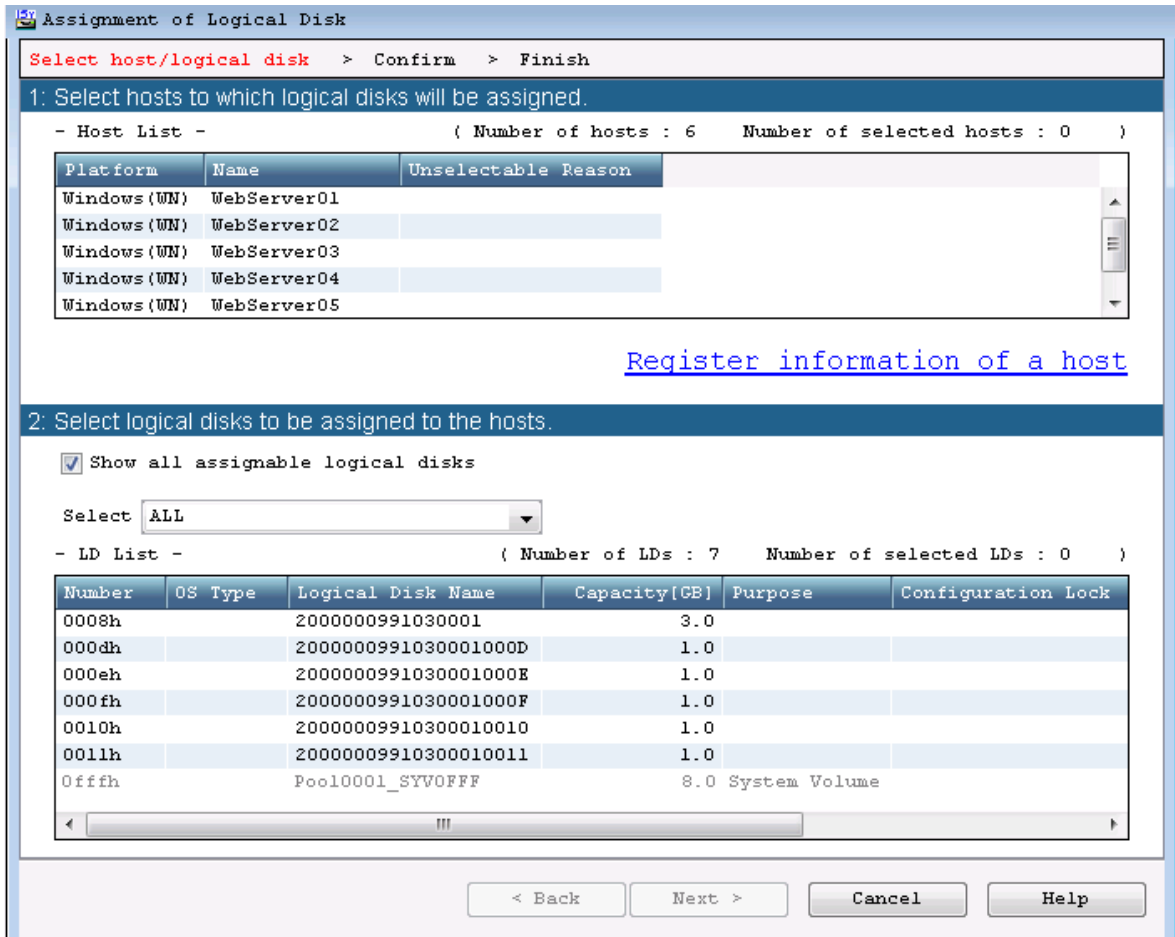 Assignment of Logical Disk
Select host/logical disk > Confirm > Finish
1: Select hosts to which logical disks will be assigned.
- Host List - ( Number of hosts : 6 Number of selected hosts : 0 )
Platform Name Unselectable Reason
Windows(WN) WebServer01
Windows(WN) WebServer02
Windows(WN) WebServer03
Windows(WN) WebServer04
Windows(WN) WebServer05
Register information of a host
2: Select logical disks to be assigned to the hosts.
Show all assignable logical disks
Select ALL
- LD List - ( Number of LDs : 7 Number of selected LDs : 0 )
Number OS Type Logical Disk Name Capacity[GB] Purpose Configuration Lock
0008h 2000000991030001 3.0
000dh 2000000991030001000D 1.0
000eh 2000000991030001000E 1.0
000fh 2000000991030001000F 1.0
0010h 20000009910300010010 1.0
0011h 20000009910300010011 1.0
0fffh Pool0001_SYV0FFF 8.0 System Volume
< Back Next > Cancel Help